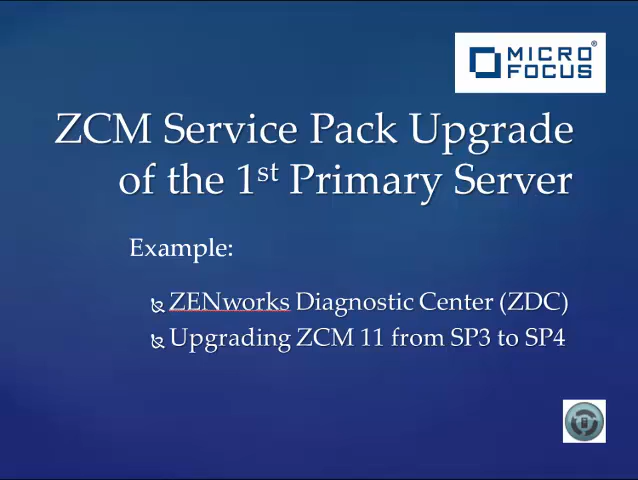 MICRO®
FOCUS
ZCM Service Pack Upgrade
of the 1st Primary Server
Example:
ZENworks Diagnostic Center (ZDC)
Upgrading ZCM 11 from SP3 to SP4